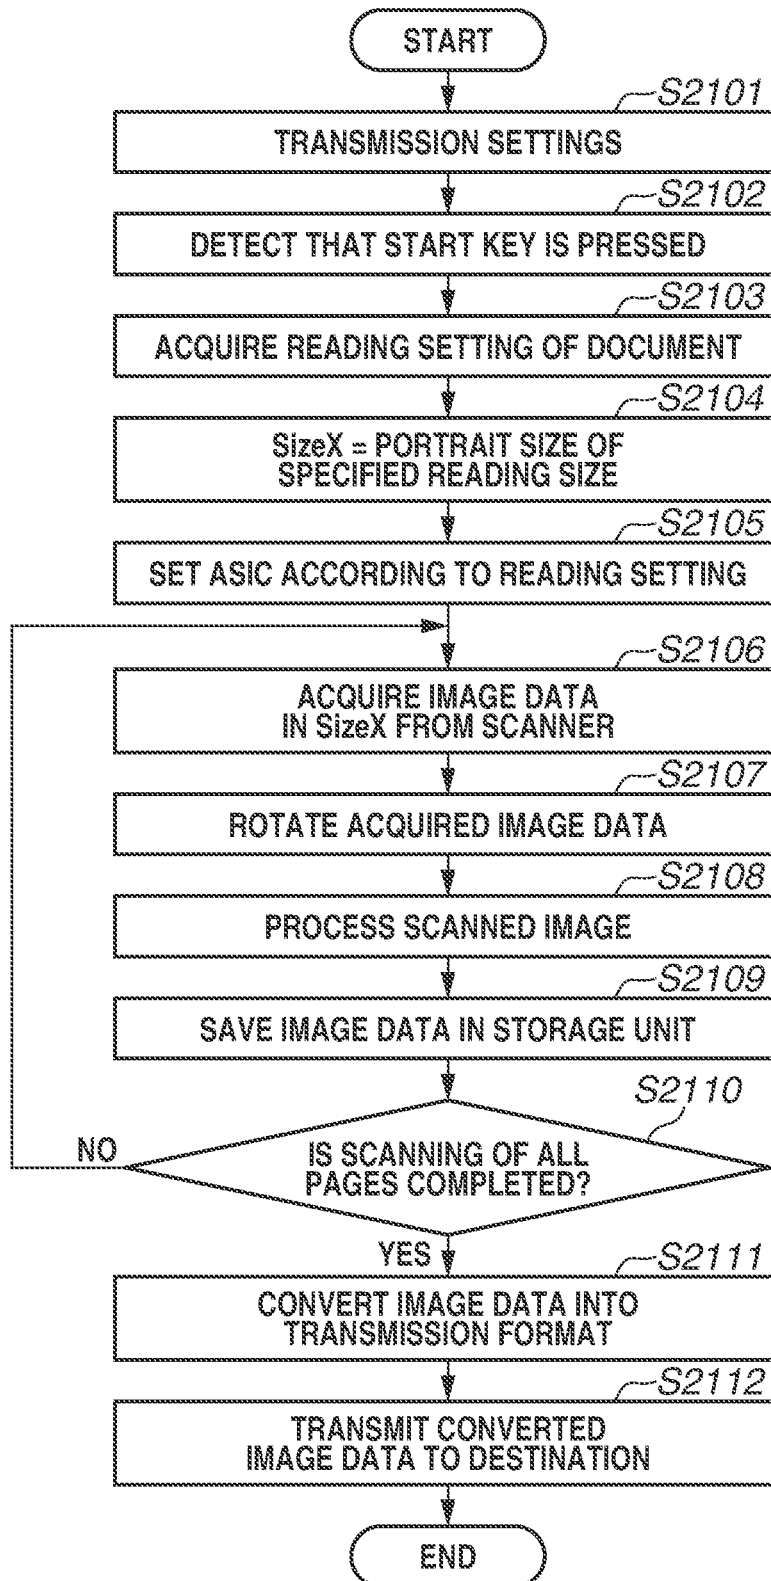 START
S2101
TRANSMISSION SETTINGS
S2102
DETECT THAT START KEY IS PRESSED
S2103
ACQUIRE READING SETTING OF DOCUMENT
S2104
SizeX = PORTRAIT SIZE OF
SPECIFIED READING SIZE
S2105
SET ASIC ACCORDING TO READING SETTING
S2106
ACQUIRE IMAGE DATA
IN SizeX FROM SCANNER
S2107
ROTATE ACQUIRED IMAGE DATA
S2108
PROCESS SCANNED IMAGE
S2109
SAVE IMAGE DATA IN STORAGE UNIT
S2110
NO
IS SCANNING OF ALL
PAGES COMPLETED?
YES
S2111
CONVERT IMAGE DATA INTO
TRANSMISSION FORMAT
S2112
TRANSMIT CONVERTED
IMAGE DATA TO DESTINATION
END